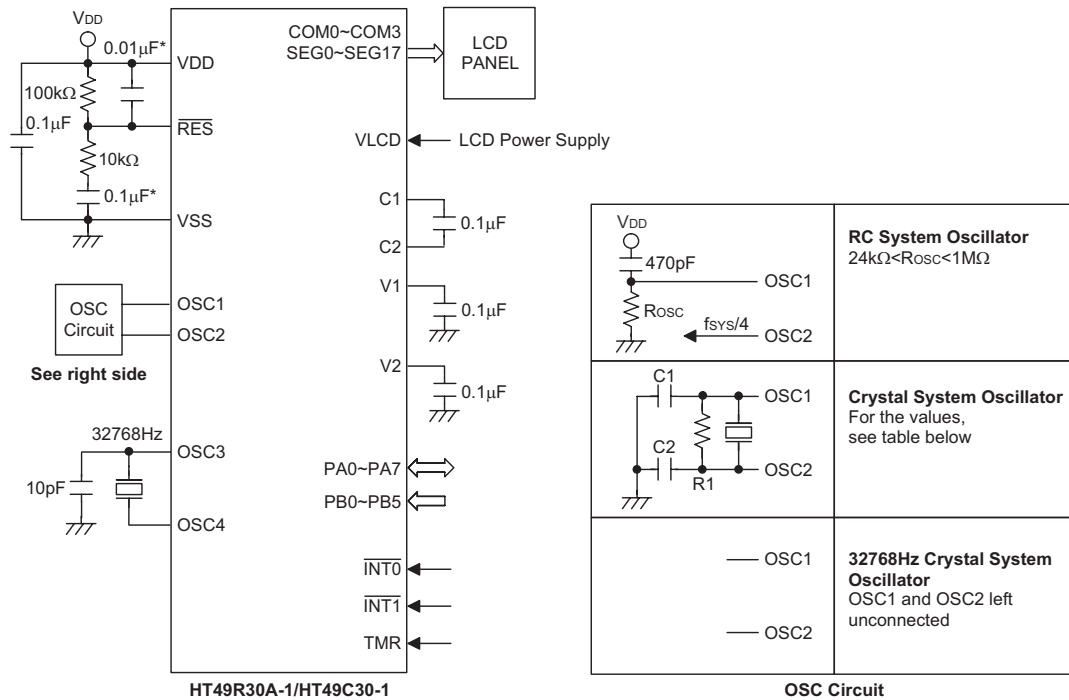 VDD
0.01μF*
VDD
100kΩ
0.1μF
RES
10kΩ
0.1μF*
VSS
OSC
Circuit
OSC1
OSC2
See right side
32768Hz
OSC3
10pF
OSC4
COM0~COM3
SEG0~SEG17
LCD
PANEL
VLCD
LCD Power Supply
C1
0.1μF
C2
V1
0.1μF
V2
0.1μF
PA0~PA7
PB0~PB5
INT0
INT1
TMR
HT49R30A-1/HT49C30-1
VDD
470pF
OSC1
ROSC
fSYS/4
OSC2
RC System Oscillator
24kΩ<ROSC<1MΩ
C1
OSC1
C2
OSC2
R1
Crystal System Oscillator
For the values,
see table below
OSC1
OSC2
32768Hz Crystal System
Oscillator
OSC1 and OSC2 left
unconnected
OSC Circuit